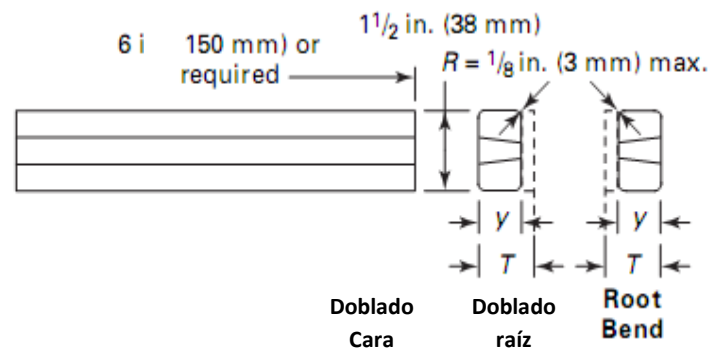 6 i 150 mm) or
required
1 1/2 in. (38 mm)
R = 1/8 in. (3 mm) max.
y
y
T
T
Doblado
Cara
Doblado
raíz
Root
Bend